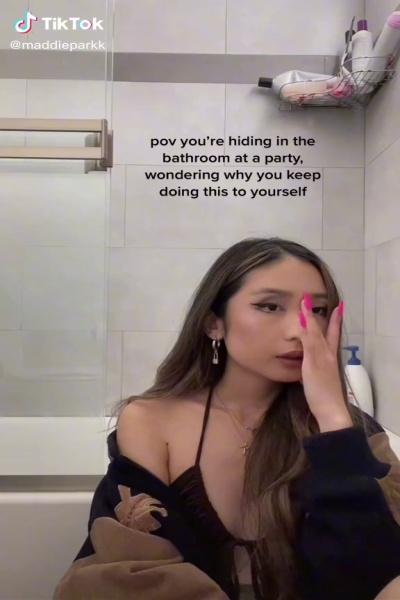 TikTok
@maddieparkk
pov you're hiding in the
bathroom at a party,
wondering why you keep
doing this to yourself